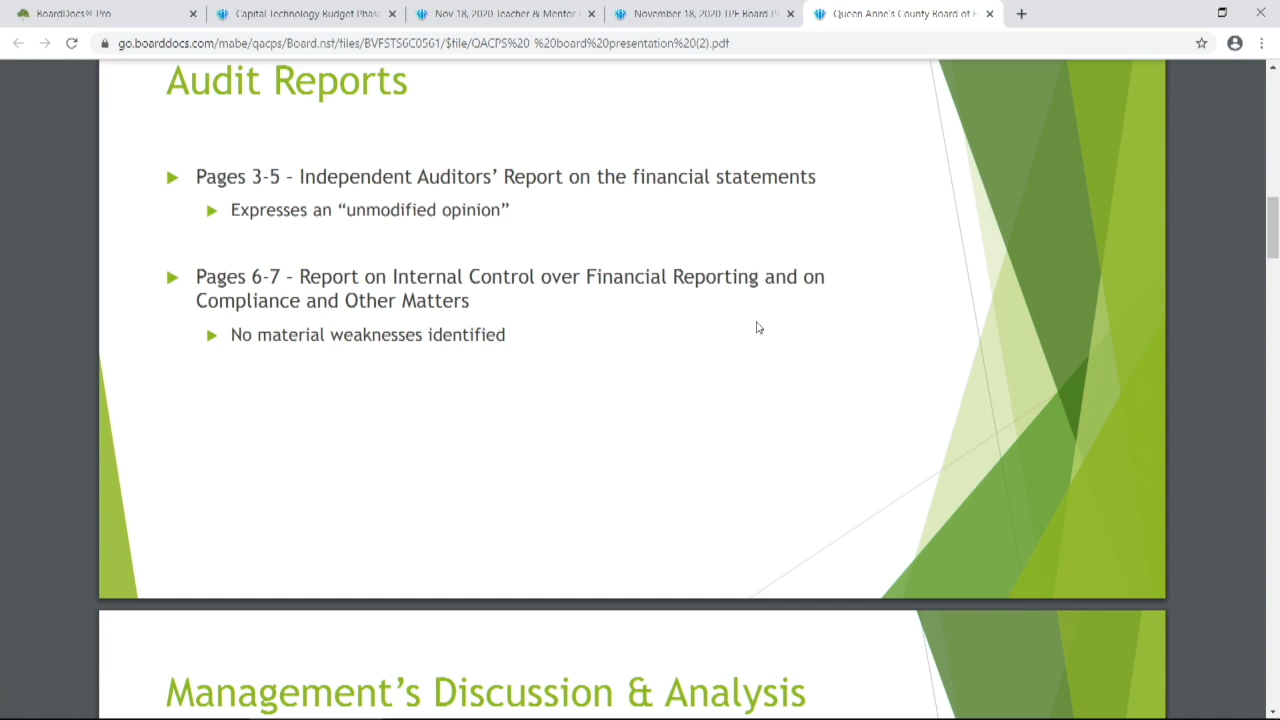 BoardDocs® Pro
Capital Technology Budget Phase
Nov 18, 2020 Teacher & Mentor
November 18, 2020 TPE Board P
Queen Anne's County Board of E
go.boarddocs.com/mabe/qacps/Board.nsf/files/BVFSTS6C0561/$file/QACPS%20 %20board%20presentation%20(2).pdf
Audit Reports
Pages 3-5 - Independent Auditors’ Report on the financial statements
Expresses an “unmodified opinion”
Pages 6-7 - Report on Internal Control over Financial Reporting and on
Compliance and Other Matters
No material weaknesses identified
Management’s Discussion & Analysis